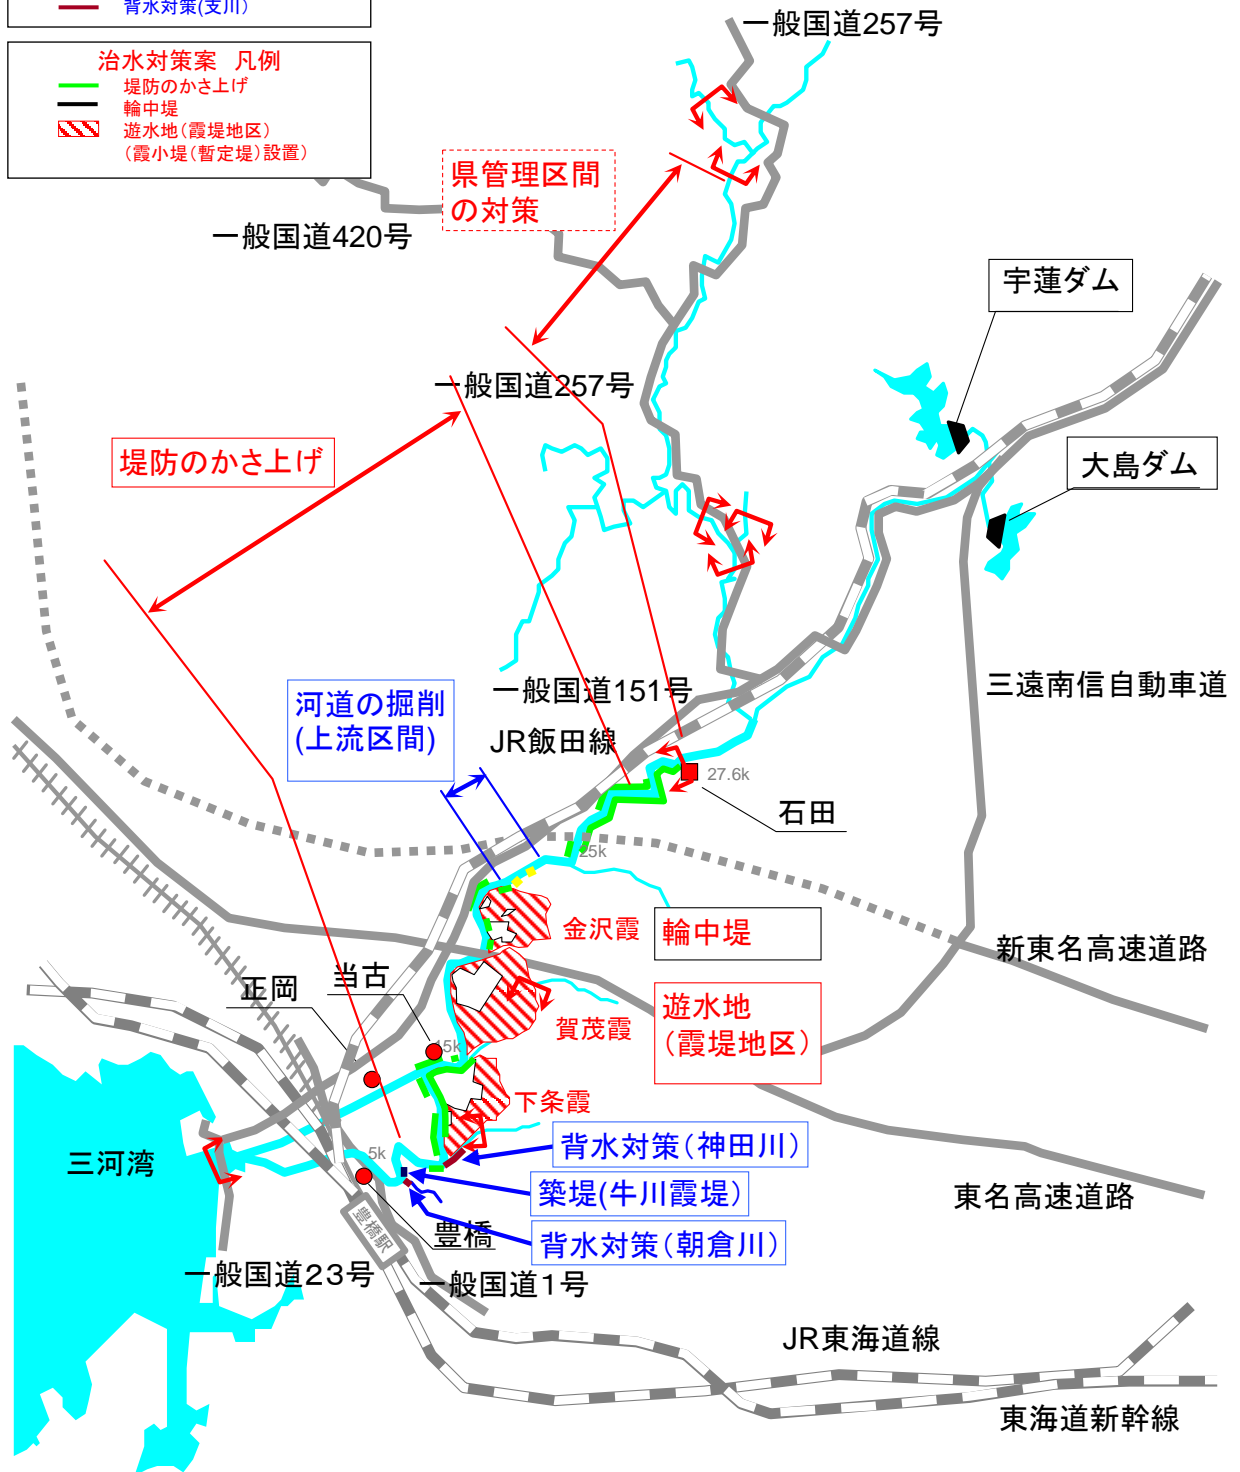 背水対策(支川)
治水対策案 凡例
堤防のかさ上げ
輪中堤
遊水地(霞堤地区)
(霞小堤(暫定堤)設置)
一般国道257号
県管理区間
の対策
一般国道420号
宇蓮ダム
一般国道257号
堤防のかさ上げ
大島ダム
三遠南信自動車道
河道の掘削
(上流区間)
一般国道151号
JR飯田線
27.6k
石田
25k
金沢霞
輪中堤
新東名高速道路
正岡
当古
賀茂霞
遊水地
(霞堤地区)
15k
下条霞
三河湾
5k
背水対策(神田川)
築堤(牛川霞堤)
東名高速道路
豊橋
背水対策(朝倉川)
豊橋駅
一般国道23号
一般国道1号
JR東海道線
東海道新幹線